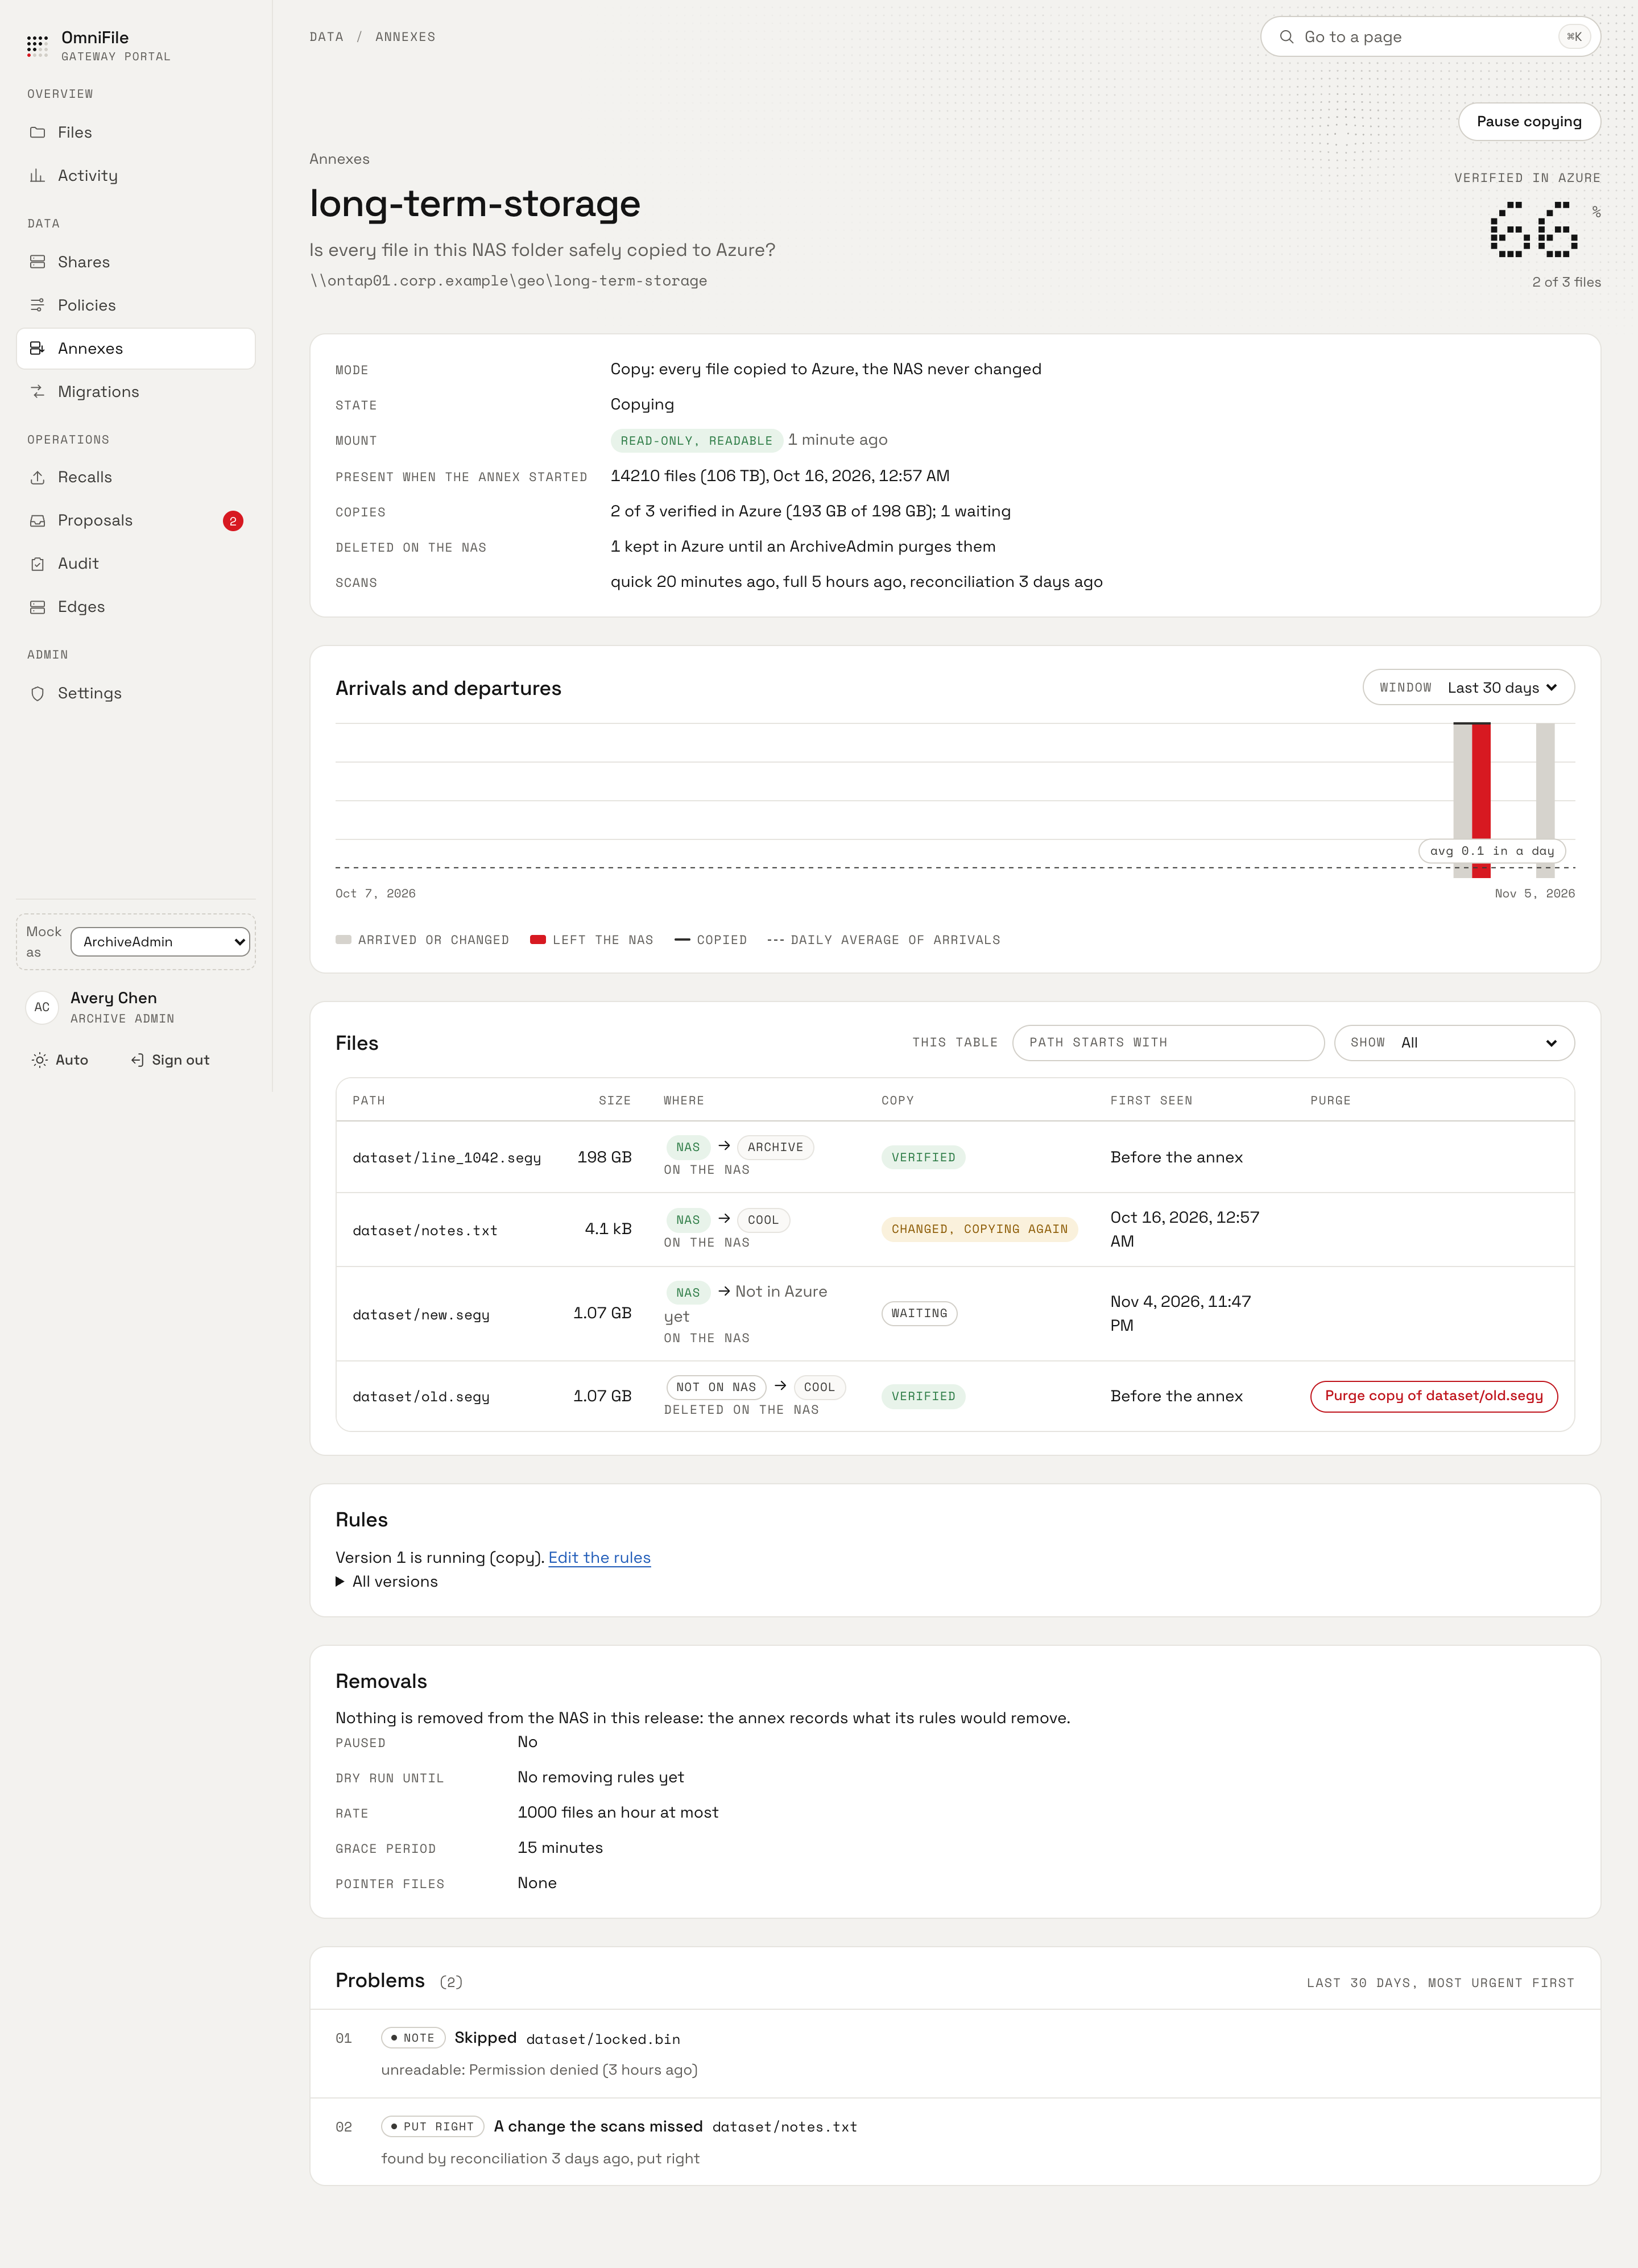 OmniFile
GATEWAY PORTAL
OVERVIEW
Files
Activity
DATA
Shares
Policies
Annexes
Migrations
OPERATIONS
Recalls
Proposals 2
Audit
Edges
ADMIN
Settings
Mock as
ArchiveAdmin
AC
Avery Chen
ARCHIVE ADMIN
Auto
Sign out
DATA / ANNEXES
Go to a page ⌘K
Pause copying
Annexes
long-term-storage
Is every file in this NAS folder safely copied to Azure?
\\ontap01.corp.example\geo\long-term-storage
VERIFIED IN AZURE
66 %
2 of 3 files
MODE Copy: every file copied to Azure, the NAS never changed
STATE Copying
MOUNT READ-ONLY, READABLE 1 minute ago
PRESENT WHEN THE ANNEX STARTED 14210 files (106 TB), Oct 16, 2026, 12:57 AM
COPIES 2 of 3 verified in Azure (193 GB of 198 GB); 1 waiting
DELETED ON THE NAS 1 kept in Azure until an ArchiveAdmin purges them
SCANS quick 20 minutes ago, full 5 hours ago, reconciliation 3 days ago
Arrivals and departures
WINDOW Last 30 days
avg 0.1 in a day
Oct 7, 2026
Nov 5, 2026
ARRIVED OR CHANGED LEFT THE NAS COPIED DAILY AVERAGE OF ARRIVALS
Files
THIS TABLE PATH STARTS WITH SHOW All
PATH SIZE WHERE COPY FIRST SEEN PURGE
dataset/line_1042.segy 198 GB NAS → ARCHIVE VERIFIED Before the annex
ON THE NAS
dataset/notes.txt 4.1 kB NAS → COOL CHANGED, COPYING AGAIN Oct 16, 2026, 12:57 AM
ON THE NAS
dataset/new.segy 1.07 GB NAS → Not in Azure yet WAITING Nov 4, 2026, 11:47 PM
ON THE NAS
dataset/old.segy 1.07 GB NOT ON NAS → COOL VERIFIED Before the annex Purge copy of dataset/old.segy
DELETED ON THE NAS
Rules
Version 1 is running (copy). Edit the rules
All versions
Removals
Nothing is removed from the NAS in this release: the annex records what its rules would remove.
PAUSED No
DRY RUN UNTIL No removing rules yet
RATE 1000 files an hour at most
GRACE PERIOD 15 minutes
POINTER FILES None
Problems (2)
LAST 30 DAYS, MOST URGENT FIRST
01 NOTE Skipped dataset/locked.bin
unreadable: Permission denied (3 hours ago)
02 PUT RIGHT A change the scans missed dataset/notes.txt
found by reconciliation 3 days ago, put right